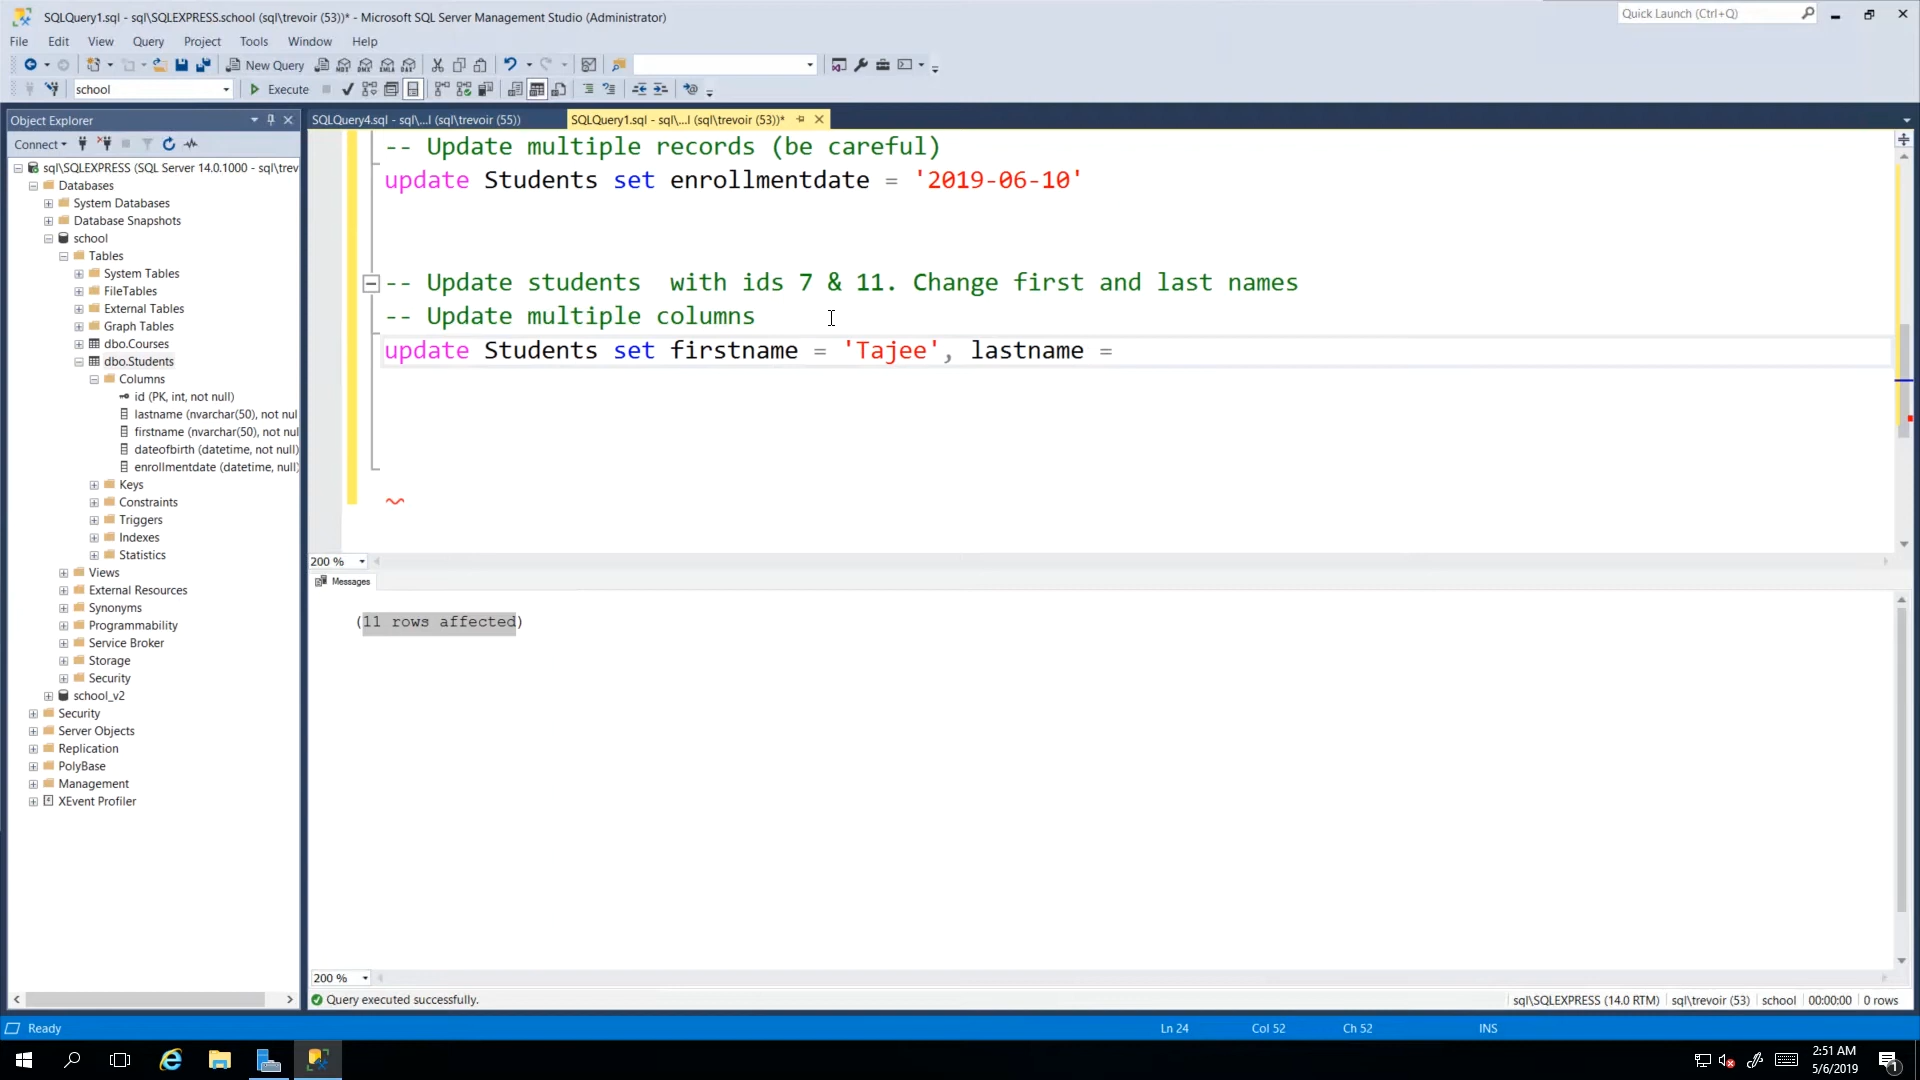 SQLQuery1.sql - sql\SQLEXPRESS.school (sql\trevoir (53))* - Microsoft SQL Server Management Studio (Administrator)
Quick Launch (Ctrl+Q)
File Edit View Query Project Tools Window Help
New Query
school
Execute
Object Explorer
SQLQuery4.sql - sql\...l (sql\trevoir (55))
SQLQuery1.sql - sql\...l (sql\trevoir (53))*
Connect
sql\SQLEXPRESS (SQL Server 14.0.1000 - sql\trev
Databases
System Databases
Database Snapshots
school
Tables
System Tables
FileTables
External Tables
Graph Tables
dbo.Courses
dbo.Students
Columns
id (PK, int, not null)
lastname (nvarchar(50), not nul
firstname (nvarchar(50), not nul
dateofbirth (datetime, not null)
enrollmentdate (datetime, null)
Keys
Constraints
Triggers
Indexes
Statistics
Views
External Resources
Synonyms
Programmability
Service Broker
Storage
Security
school_v2
Security
Server Objects
Replication
PolyBase
Management
XEvent Profiler
-- Update multiple records (be careful)
update Students set enrollmentdate = '2019-06-10'
-- Update students  with ids 7 & 11. Change first and last names
-- Update multiple columns
update Students set firstname = 'Tajee', lastname =
200 %
Messages
(11 rows affected)
200 %
Query executed successfully.
sql\SQLEXPRESS (14.0 RTM) sql\trevoir (53) school 00:00:00 0 rows
Ready
Ln 24 Col 52 Ch 52 INS
2:51 AM
5/6/2019
1